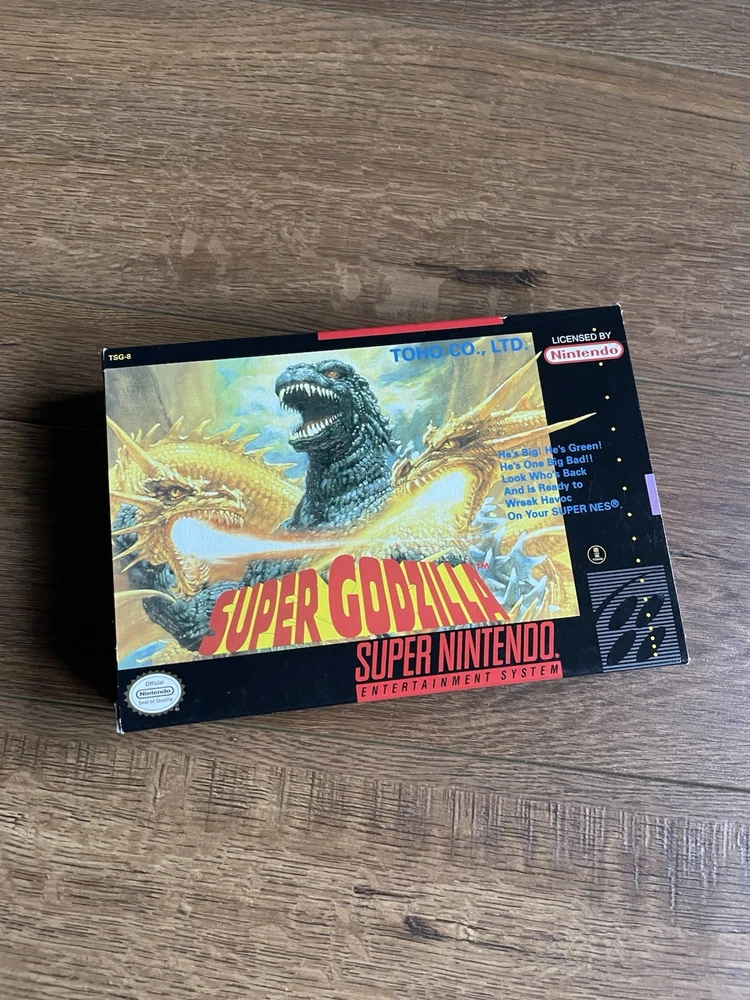 TSG-8
TOHO CO., LTD.
LICENSED BY
Nintendo
He's Big! He's Green!
He's One Big Bad!!
Look Who's Back
And is Ready to
Wreak Havoc
On Your SUPER NES®.
SUPER GODZILLA™
SUPER NINTENDO®
ENTERTAINMENT SYSTEM
Official
Nintendo
Seal of Quality